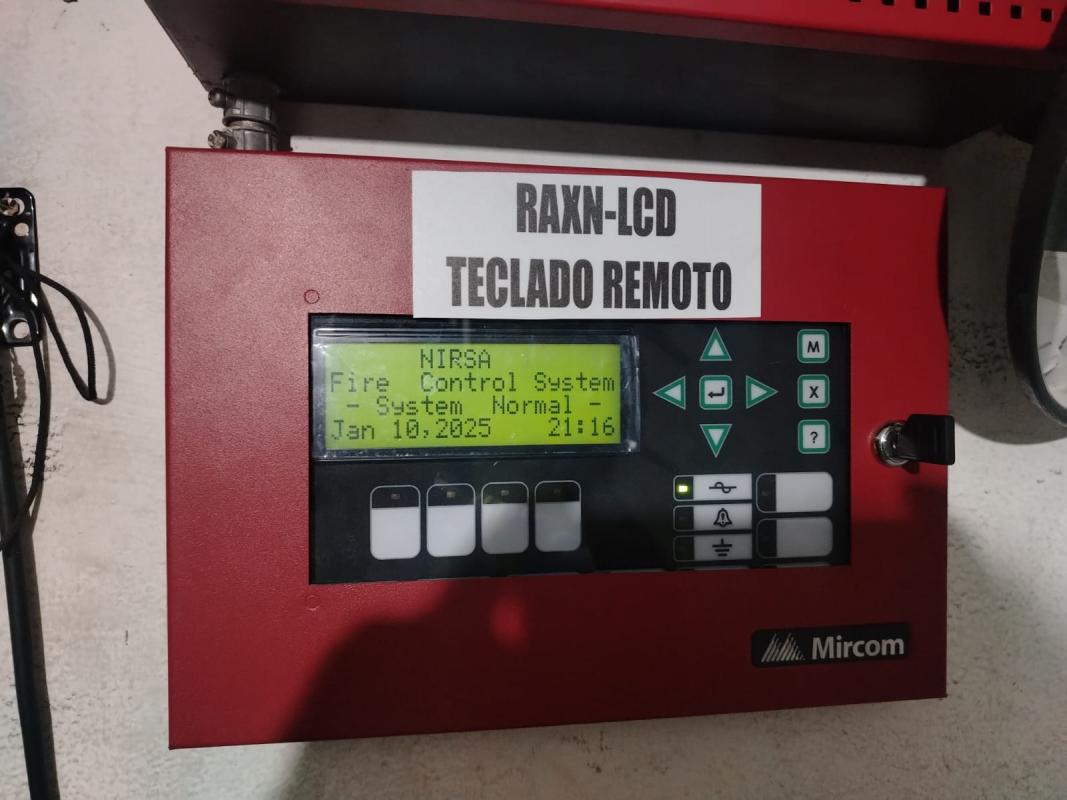 RAXN-LCD
TECLADO REMOTO
NIRSA
Fire Control System
- System Normal -
Jan 10,2025 21:16
M
X
?
Mircom